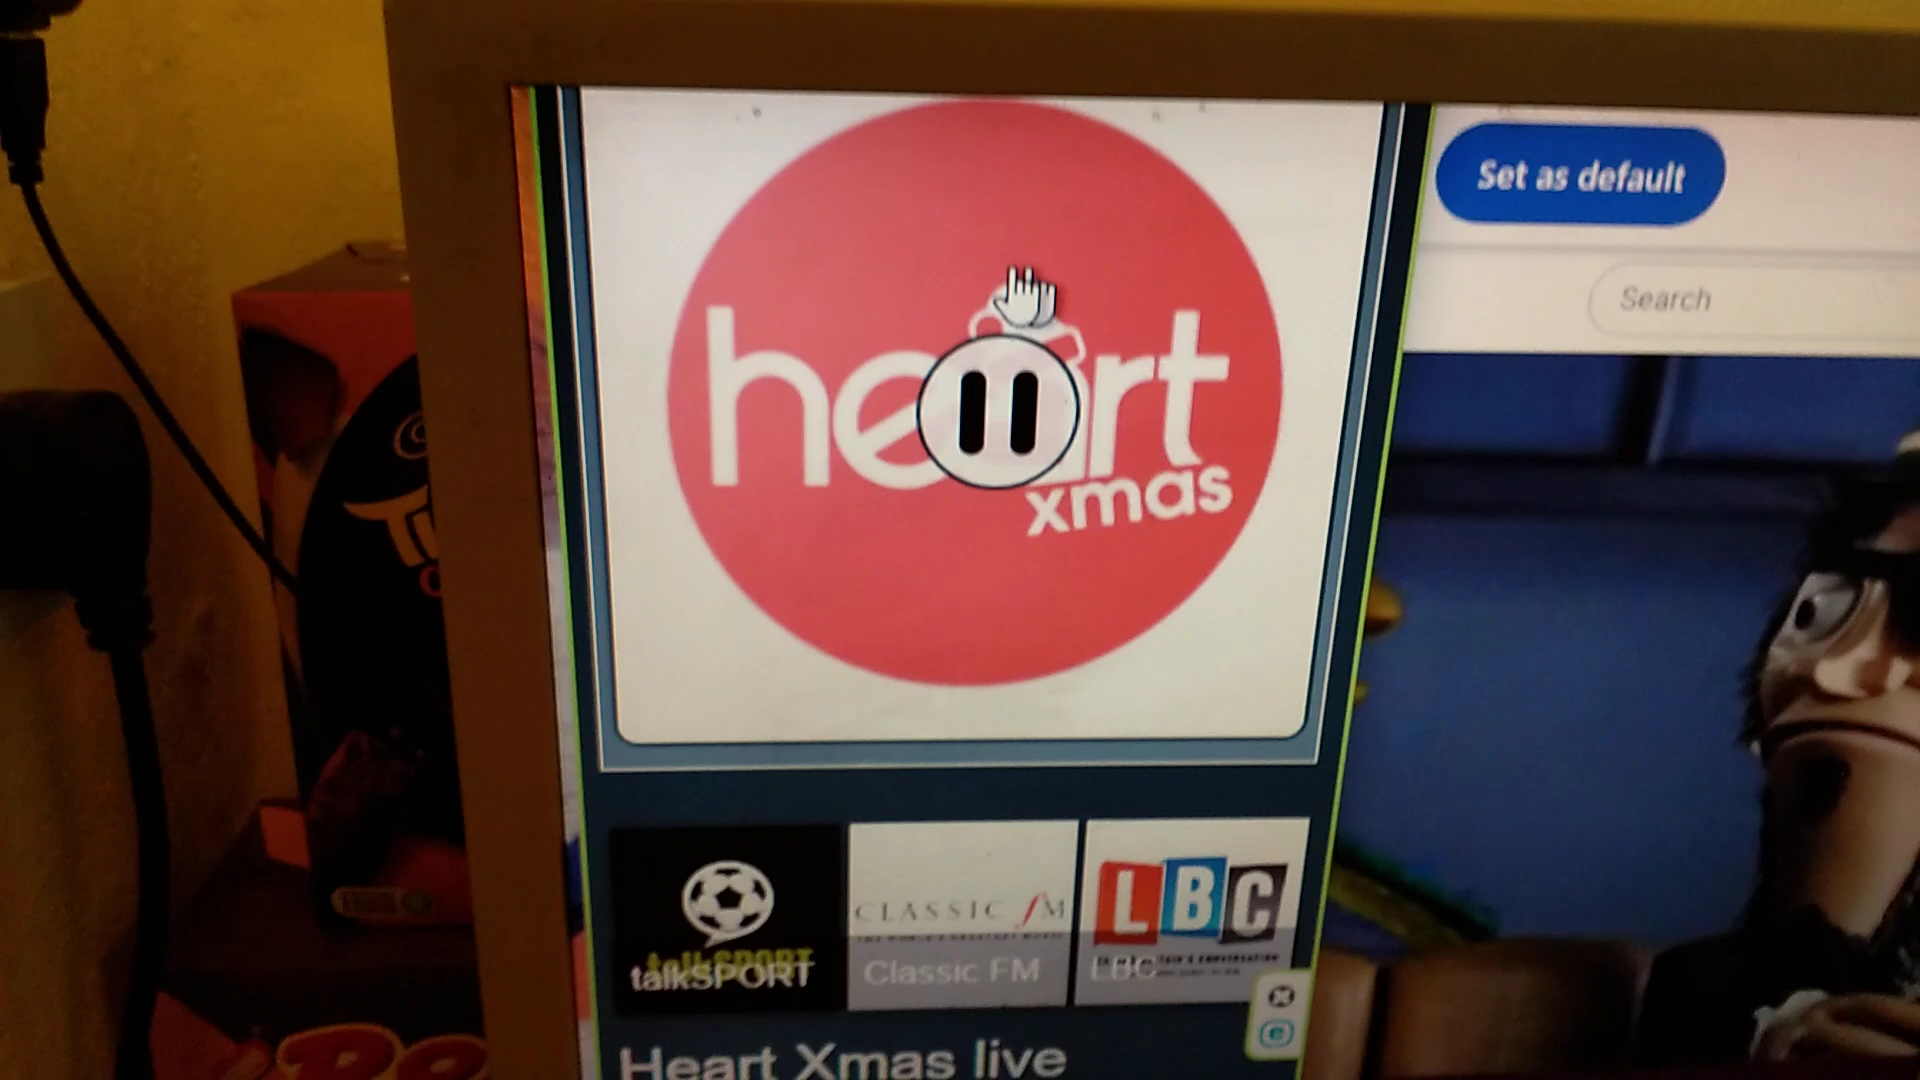 Set as default
Search
heart
xmas
talkSPORT
talkSPORT
CLASSIC fM
Classic FM
LBC
LBC
Heart Xmas live